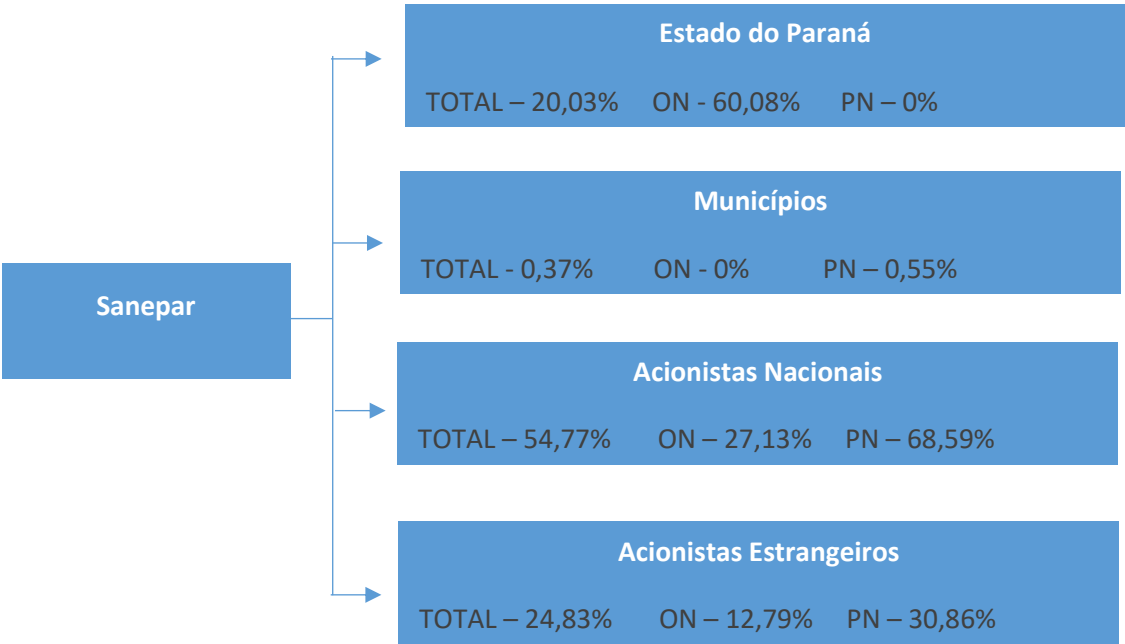 Estado do Paraná
TOTAL – 20,03% ON - 60,08% PN – 0%
Municípios
TOTAL - 0,37% ON - 0% PN – 0,55%
Sanepar
Acionistas Nacionais
TOTAL – 54,77% ON – 27,13% PN – 68,59%
Acionistas Estrangeiros
TOTAL – 24,83% ON – 12,79% PN – 30,86%